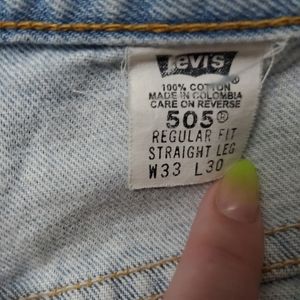 Levi's ®
100% COTTON
MADE IN COLOMBIA
CARE ON REVERSE
505®
REGULAR FIT
STRAIGHT LEG
W33 L30